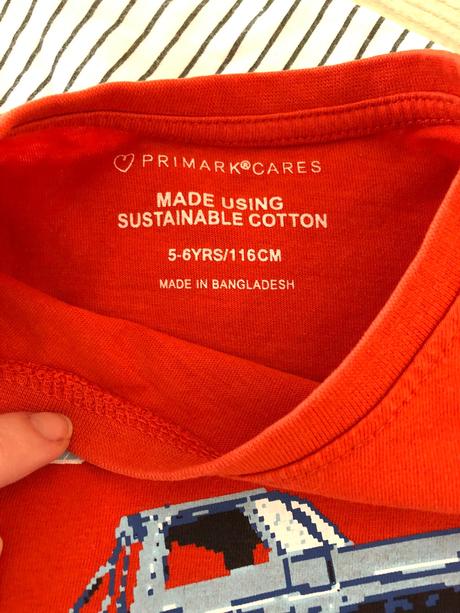 ♡ PRIMARK®CARES
MADE USING
SUSTAINABLE COTTON
5-6YRS/116CM
MADE IN BANGLADESH